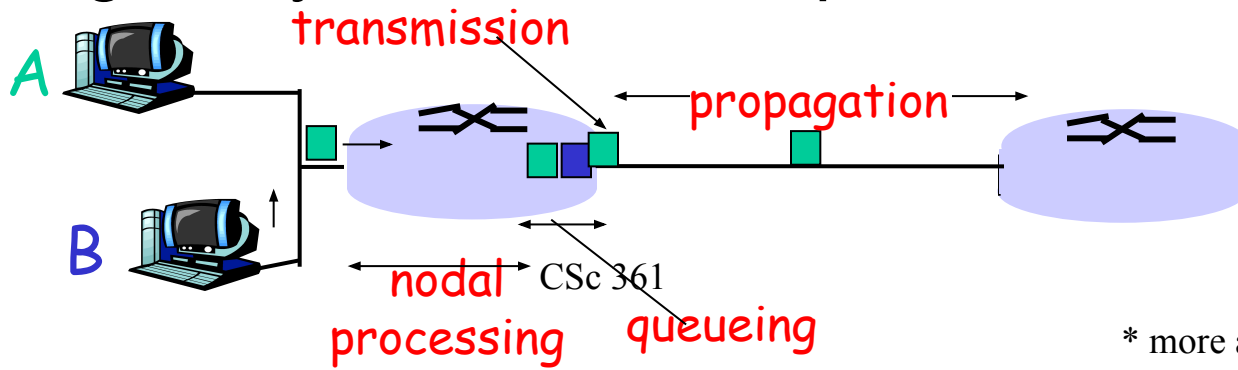 transmission
A
propagation
B
nodal
processing
CSc 361
queueing
* more a